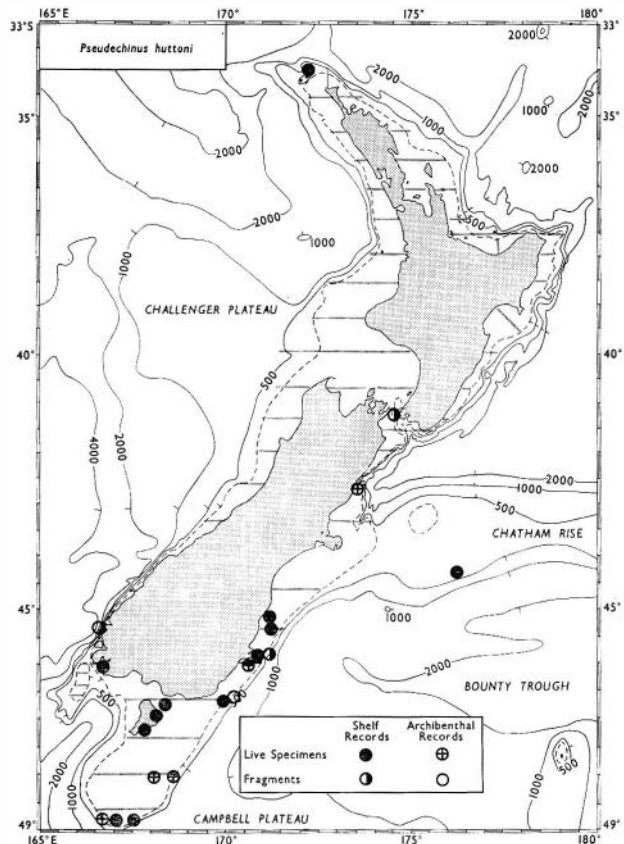 165°E 170° 175° 180°
33°S 33°
Pseudechinus huttoni
2000
2000
1000
2000
35° 35°
2000
2000
2000
500
1000
1000
CHALLENGER PLATEAU
40° 40°
500
4000
2000
2000
1000
500
CHATHAM RISE
45° 45°
1000
1000
2000
500
BOUNTY TROUGH
Shelf Records Archibenthal Records
Live Specimens
Fragments
2000
1000
1000
500
49° 49°
CAMPBELL PLATEAU
165°E 170° 175° 180°